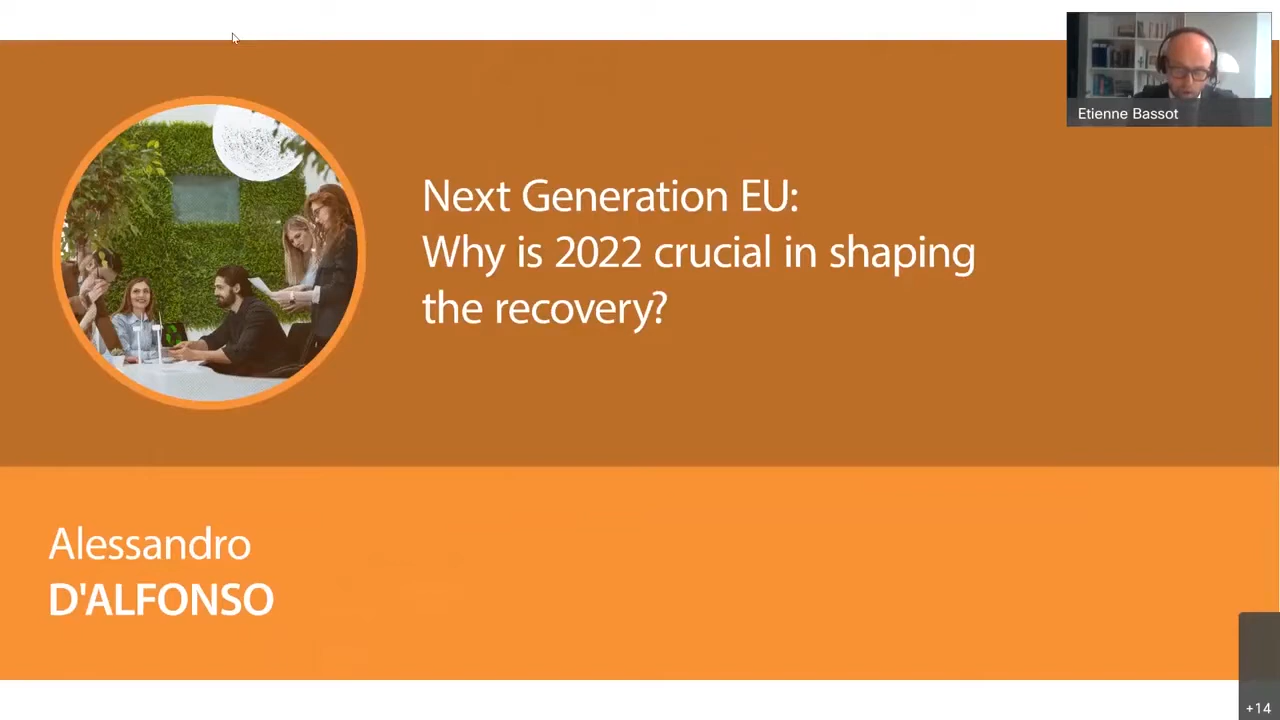 Etienne Bassot
Next Generation EU:
Why is 2022 crucial in shaping
the recovery?
Alessandro
D'ALFONSO
+14